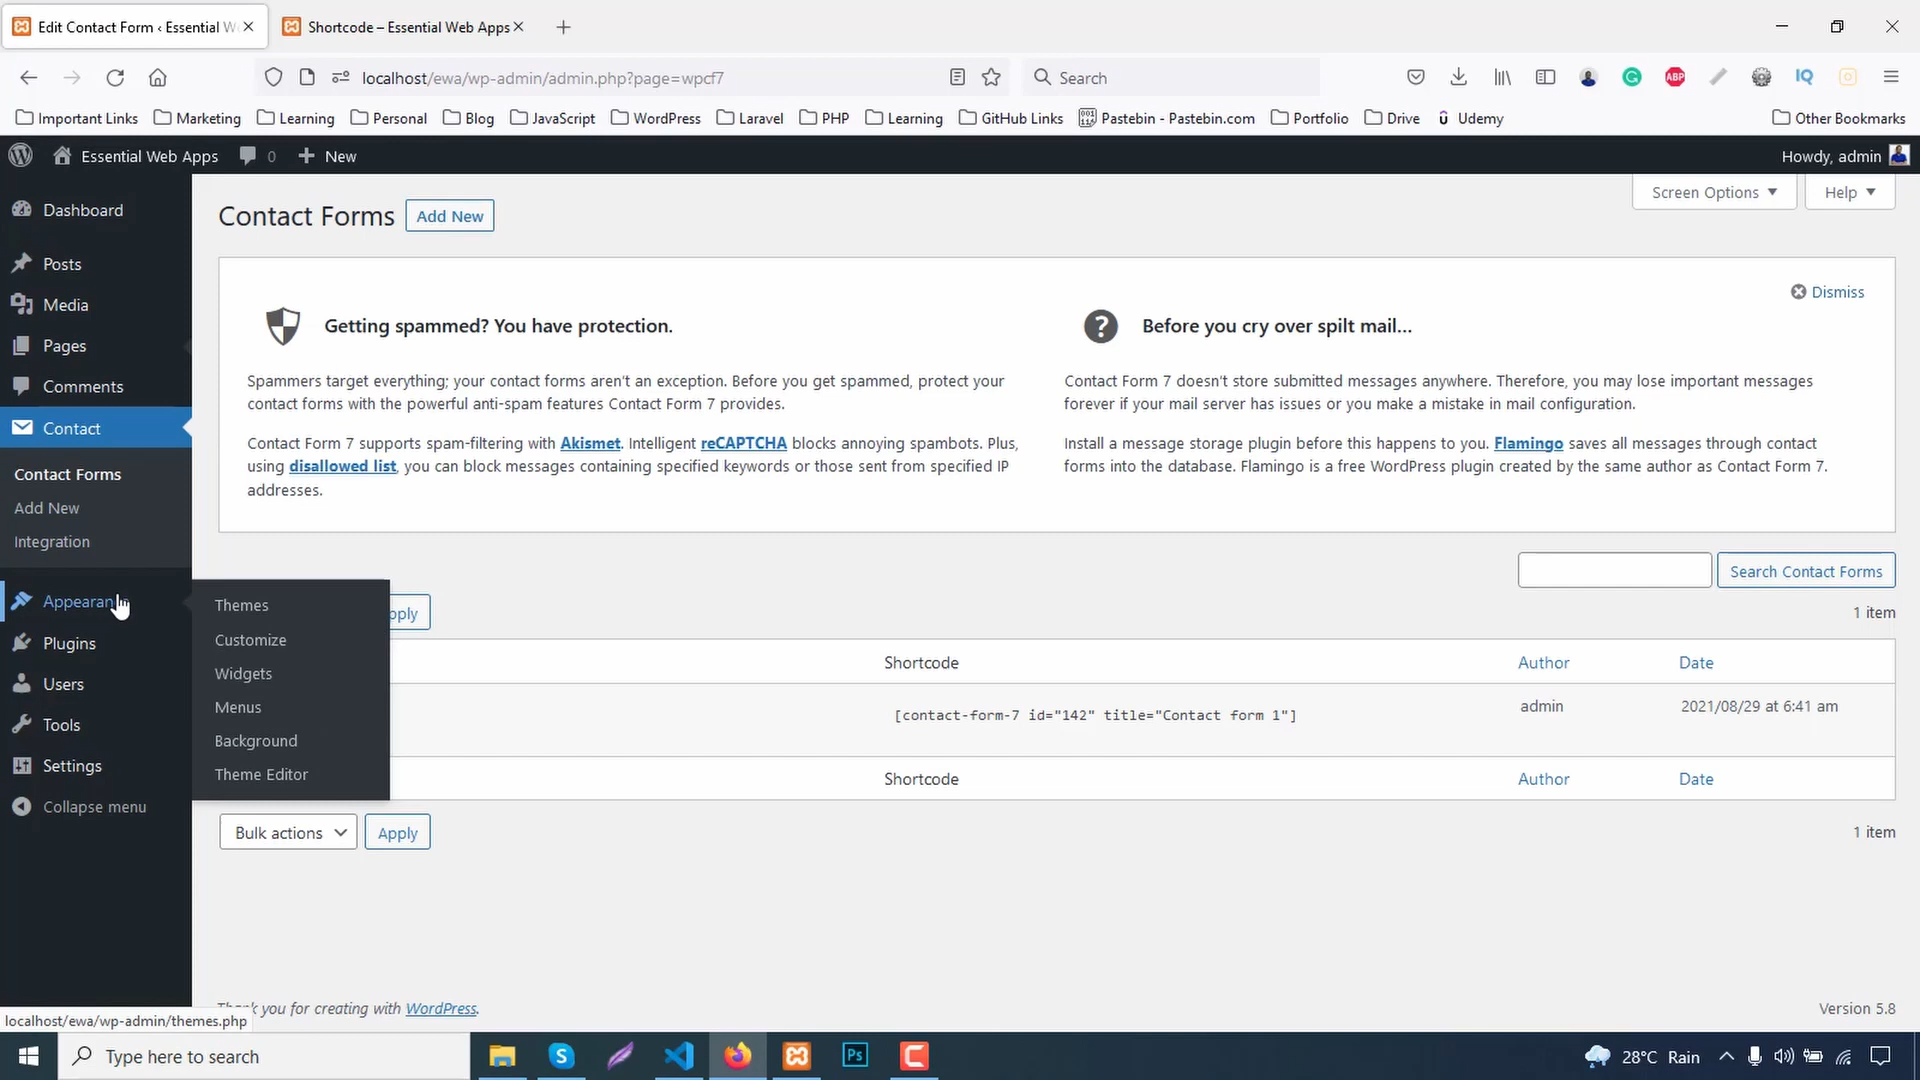 Edit Contact Form ‹ Essential W
Shortcode – Essential Web Apps
localhost/ewa/wp-admin/admin.php?page=wpcf7
Search
ABP
IQ
Important Links
Marketing
Learning
Personal
Blog
JavaScript
WordPress
Laravel
PHP
Learning
GitHub Links
Pastebin - Pastebin.com
Portfolio
Drive
Udemy
Other Bookmarks
Essential Web Apps
0
New
Howdy, admin
Dashboard
Posts
Media
Pages
Comments
Contact
Contact Forms
Add New
Integration
Appearan
Plugins
Users
Tools
Settings
Collapse menu
Themes
Customize
Widgets
Menus
Background
Theme Editor
Screen Options
Help
Contact Forms
Add New
Dismiss
Getting spammed? You have protection.
Spammers target everything; your contact forms aren't an exception. Before you get spammed, protect your
contact forms with the powerful anti-spam features Contact Form 7 provides.
Contact Form 7 supports spam-filtering with Akismet. Intelligent reCAPTCHA blocks annoying spambots. Plus,
using disallowed list, you can block messages containing specified keywords or those sent from specified IP
addresses.
Before you cry over spilt mail…
Contact Form 7 doesn't store submitted messages anywhere. Therefore, you may lose important messages
forever if your mail server has issues or you make a mistake in mail configuration.
Install a message storage plugin before this happens to you. Flamingo saves all messages through contact
forms into the database. Flamingo is a free WordPress plugin created by the same author as Contact Form 7.
Search Contact Forms
pply
1 item
Shortcode
Author
Date
[contact-form-7 id="142" title="Contact form 1"]
admin
2021/08/29 at 6:41 am
Shortcode
Author
Date
Bulk actions
Apply
1 item
Thank you for creating with WordPress.
Version 5.8
localhost/ewa/wp-admin/themes.php
Type here to search
S
Ps
28°C Rain